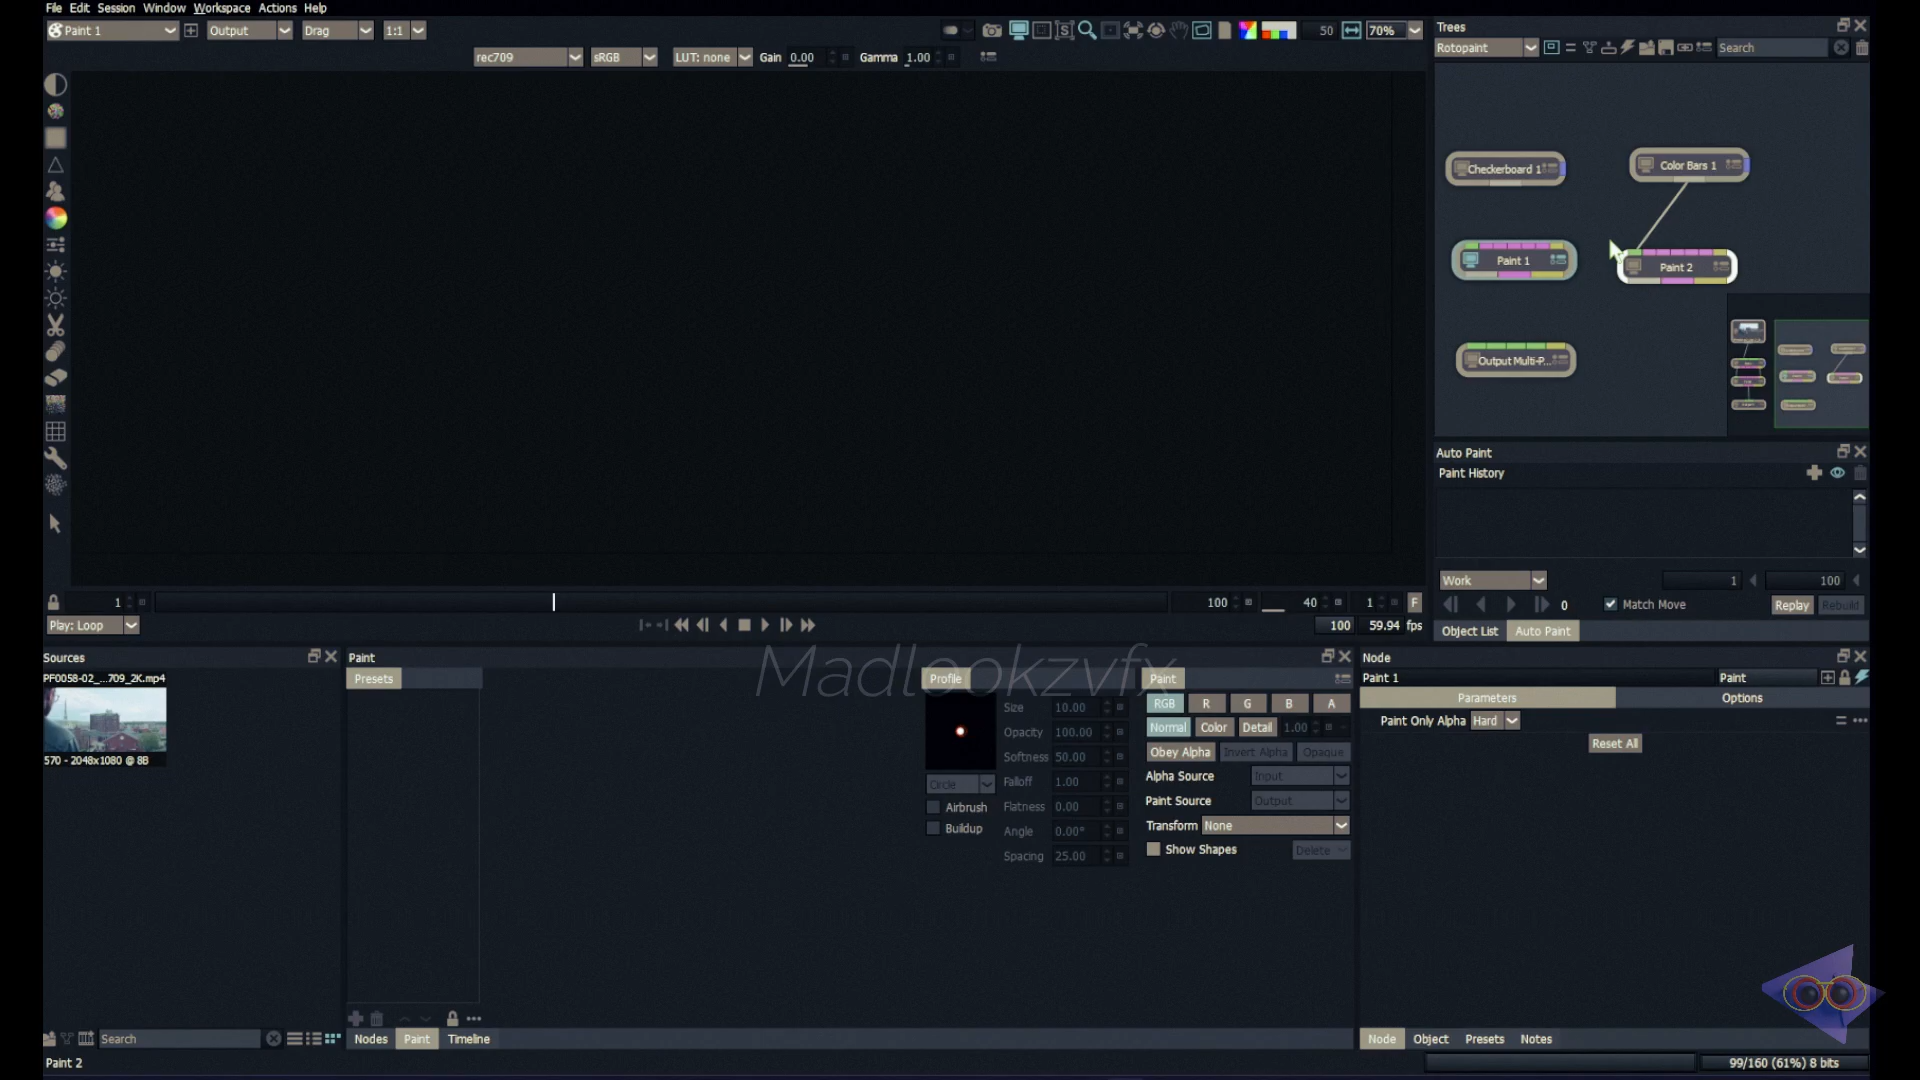 File Edit Session Window Workspace Actions Help
Paint 1 Output Drag 1:1 50 70%
rec709 sRGB LUT: none Gain 0.00 Gamma 1.00
Trees
Rotopaint Search
Checkerboard 1 Color Bars 1
Paint 1 Paint 2
Output Multi-P...
Auto Paint
Paint History
Work 1 100
0 Match Move Replay Rebuild
Object List Auto Paint
1 100 40 1 F
Play: Loop 100 59.94 fps
Madlookzvfx
Sources
PF0058-02_...709_2K.mp4
570 - 2048x1080 @ 8B
Search
Paint
Presets
Profile
Circle
Airbrush
Buildup
Size 10.00
Opacity 100.00
Softness 50.00
Falloff 1.00
Flatness 0.00
Angle 0.00°
Spacing 25.00
Paint
RGB R G B A
Normal Color Detail 1.00
Obey Alpha Invert Alpha Opaque
Alpha Source Input
Paint Source Output
Transform None
Show Shapes Delete
Nodes Paint Timeline
Node
Paint 1 Paint
Parameters Options
Paint Only Alpha Hard
Reset All
Node Object Presets Notes
Paint 2 99/160 (61%) 8 bits